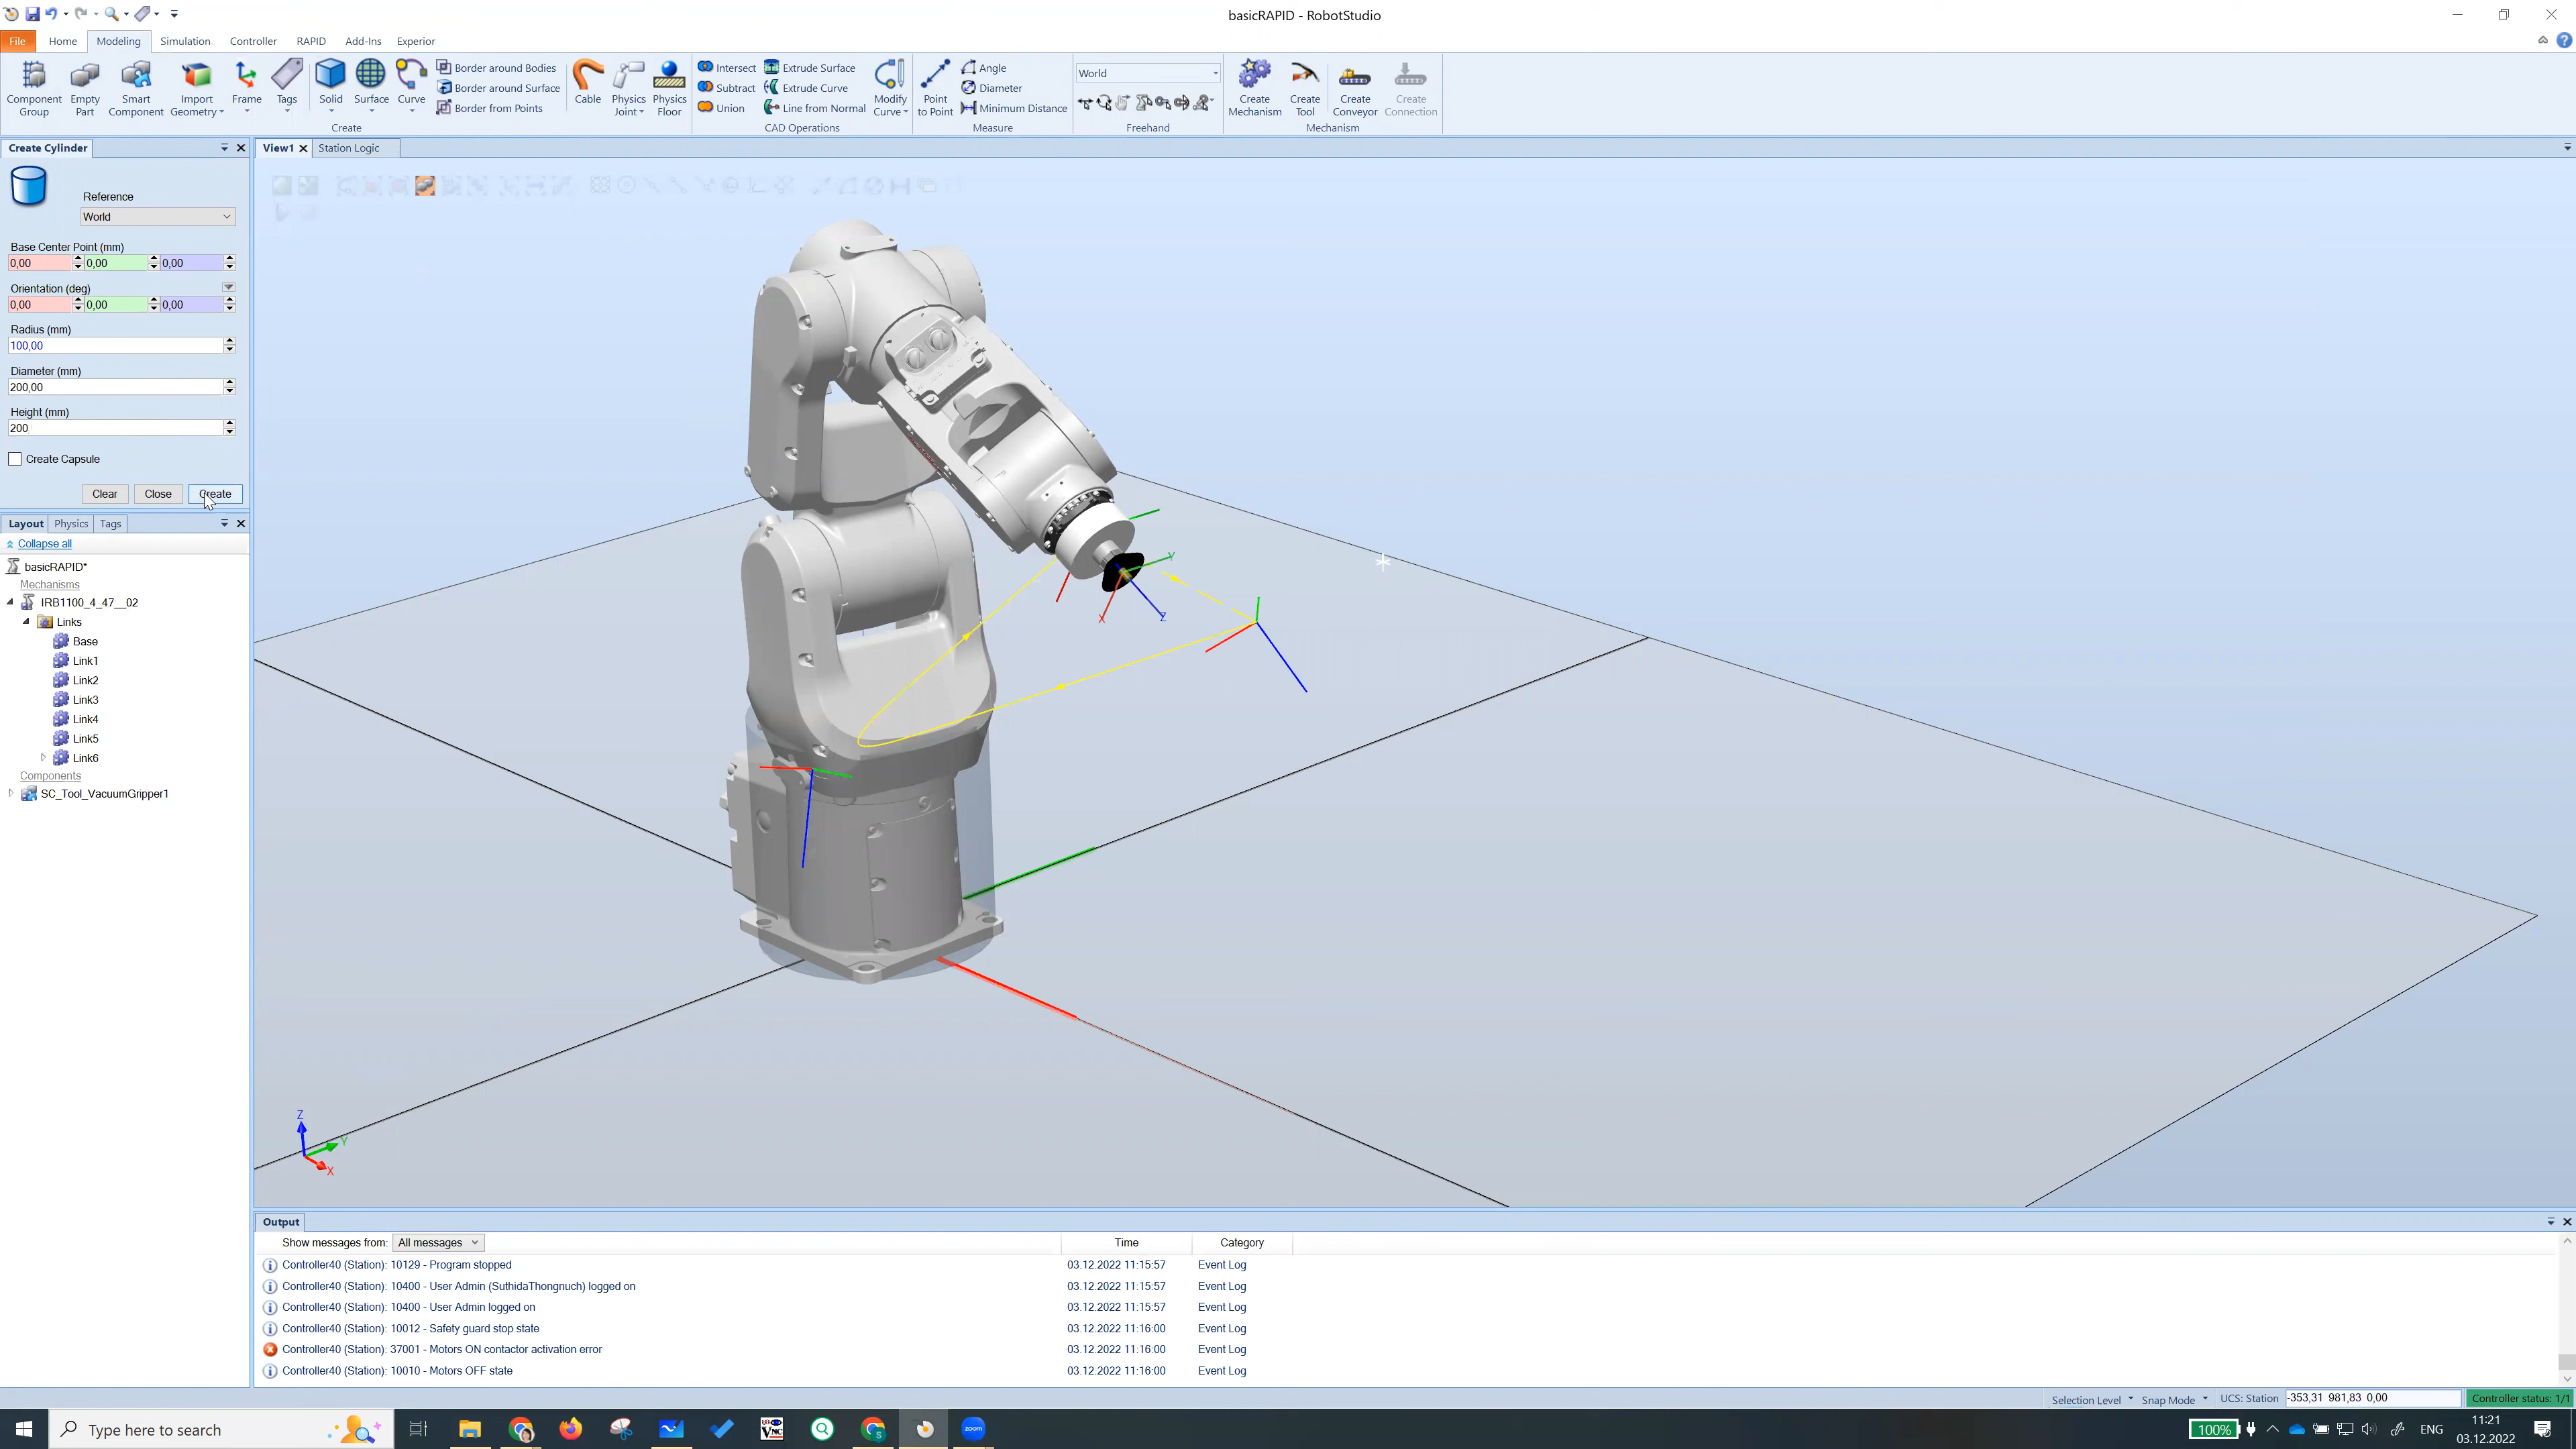 basicRAPID - RobotStudio
File Home Modeling Simulation Controller RAPID Add-Ins Experior
Component Group
Empty Part
Smart Component
Import Geometry
Frame
Tags
Solid
Surface
Curve
Border around Bodies
Border around Surface
Border from Points
Create
Cable
Physics Joint
Physics Floor
Intersect
Subtract
Union
Extrude Surface
Extrude Curve
Line from Normal
Modify Curve
CAD Operations
Point to Point
Angle
Diameter
Minimum Distance
Measure
World
Freehand
Create Mechanism
Create Tool
Create Conveyor
Create Connection
Mechanism
Create Cylinder
View1 Station Logic
Reference
World
Base Center Point (mm)
0,00 0,00 0,00
Orientation (deg)
0,00 0,00 0,00
Radius (mm)
100,00
Diameter (mm)
200,00
Height (mm)
200
Create Capsule
Clear Close Create
Layout Physics Tags
Collapse all
basicRAPID*
Mechanisms
IRB1100_4_47__02
Links
Base
Link1
Link2
Link3
Link4
Link5
Link6
Components
SC_Tool_VacuumGripper1
Y
X
Z
Z
Y
X
Output
Show messages from: All messages Time Category
Controller40 (Station): 10129 - Program stopped 03.12.2022 11:15:57 Event Log
Controller40 (Station): 10400 - User Admin (SuthidaThongnuch) logged on 03.12.2022 11:15:57 Event Log
Controller40 (Station): 10400 - User Admin logged on 03.12.2022 11:15:57 Event Log
Controller40 (Station): 10012 - Safety guard stop state 03.12.2022 11:16:00 Event Log
Controller40 (Station): 37001 - Motors ON contactor activation error 03.12.2022 11:16:00 Event Log
Controller40 (Station): 10010 - Motors OFF state 03.12.2022 11:16:00 Event Log
Selection Level Snap Mode UCS: Station -353,31 981,83 0,00 Controller status: 1/1
Type here to search
zoom
100%
ENG
11:21
03.12.2022